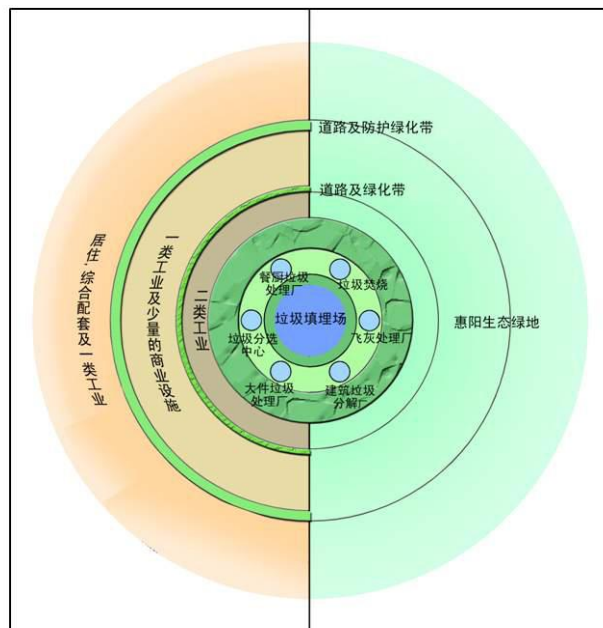 道路及防护绿化带
道路及绿化带
居住，综合配套及一类工业
一类工业及少量的商业设施
二类工业
餐厨垃圾
处理厂
垃圾焚烧
垃圾填埋场
垃圾分选
中心
飞灰处理厂
大件垃圾
处理厂
建筑垃圾
分解厂
惠阳生态绿地